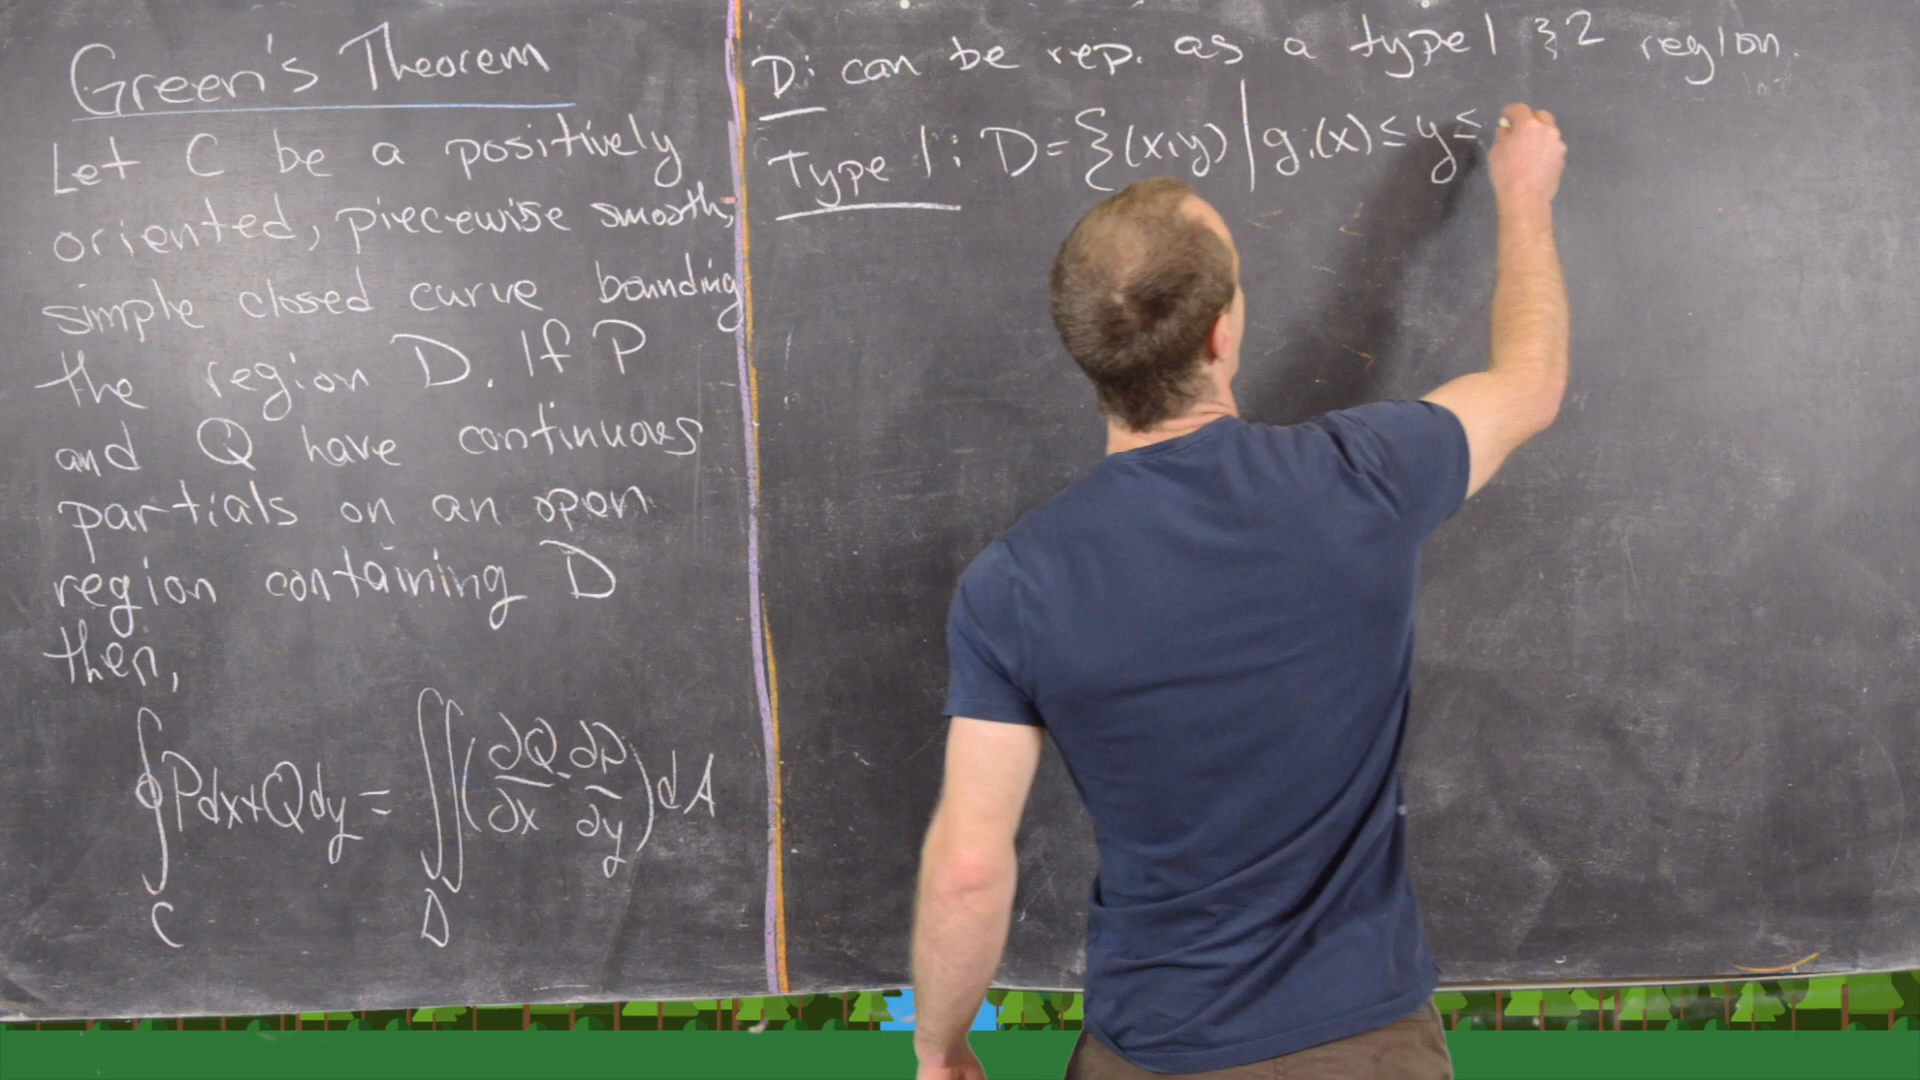 Green's Theorem
Let C be a positively
oriented, piecewise smooth,
simple closed curve bounding
the region D. If P
and Q have continuous
partials on an open
region containing D
then,
∮Pdx+Qdy = ∬(∂Q/∂x - ∂P/∂y)dA
C D
D: can be rep. as a type 1 & 2 region.
Type 1: D = {(x,y) | g₁(x) ≤ y ≤